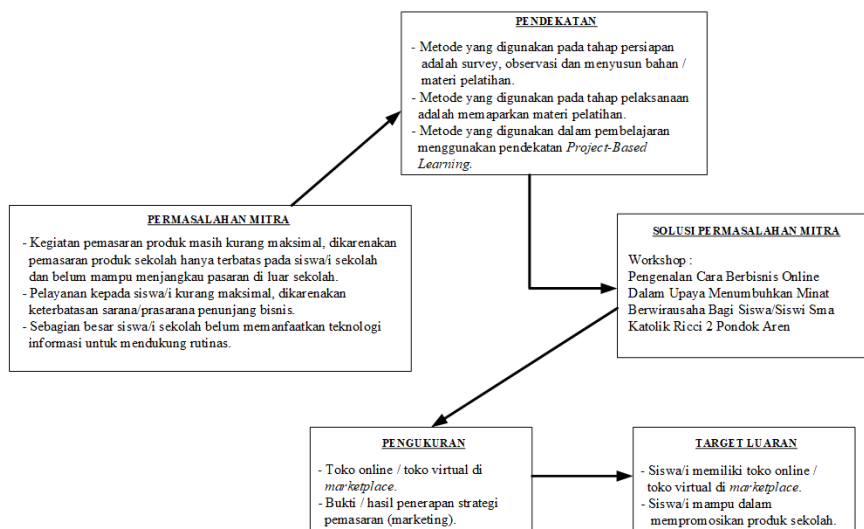 PENDEKATAN
- Metode yang digunakan pada tahap persiapan
adalah survey, observasi dan menyusun bahan /
materi pelatihan.
- Metode yang digunakan pada tahap pelaksanaan
adalah memaparkan materi pelatihan.
- Metode yang digunakan dalam pembelajaran
menggunakan pendekatan Project-Based
Learning.
PERMASALAHAN MITRA
- Kegiatan pemasaran produk masih kurang maksimal, dikarenakan
pemasaran produk sekolah hanya terbatas pada siswa/i sekolah
dan belum mampu menjangkau pasaran di luar sekolah.
- Pelayanan kepada siswa/i kurang maksimal, dikarenakan
keterbatasan sarana/prasarana penunjang bisnis.
- Sebagian besar siswa/i sekolah belum memanfaatkan teknologi
informasi untuk mendukung rutinas.
SOLUSI PERMASALAHAN MITRA
Workshop :
Pengenalan Cara Berbisnis Online
Dalam Upaya Menumbuhkan Minat
Berwirausaha Bagi Siswa/Siswi Sma
Katolik Ricci 2 Pondok Aren
PENGUKURAN
- Toko online / toko virtual di
marketplace.
- Bukti / hasil penerapan strategi
pemasaran (marketing).
TARGET LUARAN
- Siswa/i memiliki toko online /
toko virtual di marketplace.
- Siswa/i mampu dalam
mempromosikan produk sekolah.